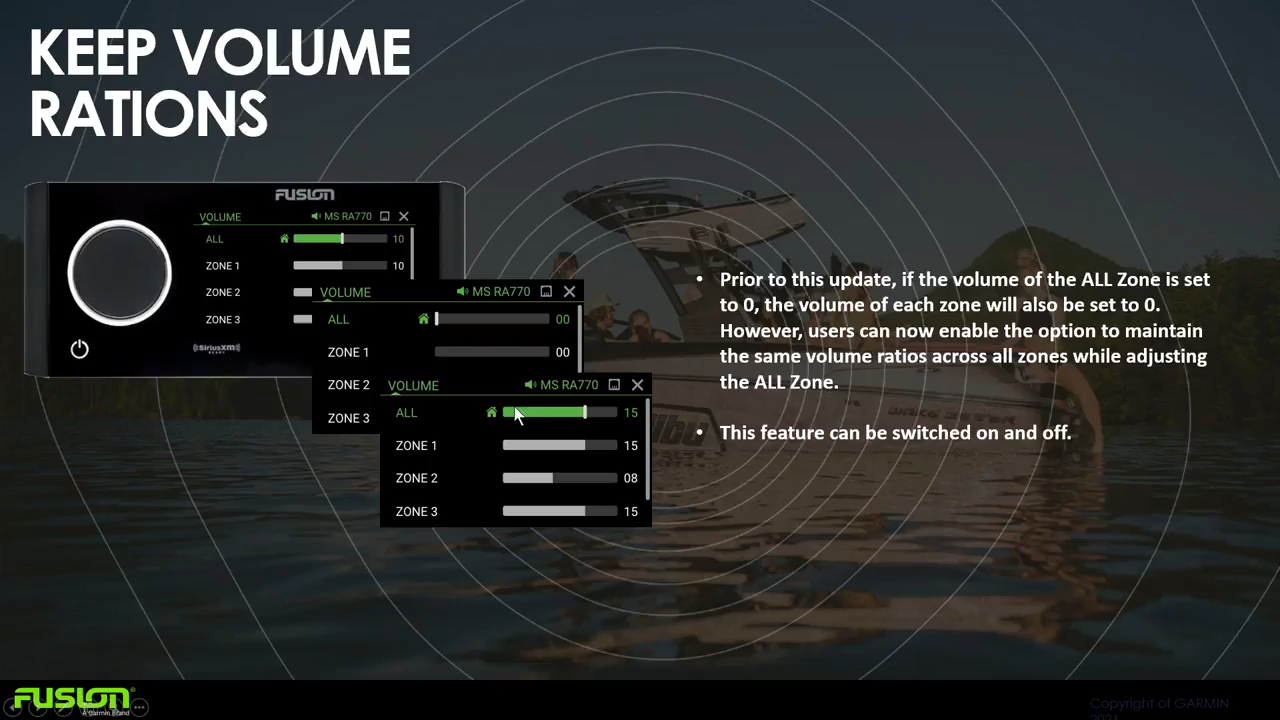 KEEP VOLUME
RATIONS
FUSION
VOLUME MS RA770
ALL 10
ZONE 1 10
ZONE 2
ZONE 3
SiriusXM
READY
VOLUME MS RA770
ALL 00
ZONE 1 00
ZONE 2
ZONE 3
VOLUME MS RA770
ALL 15
ZONE 1 15
ZONE 2 08
ZONE 3 15
• Prior to this update, if the volume of the ALL Zone is set
to 0, the volume of each zone will also be set to 0.
However, users can now enable the option to maintain
the same volume ratios across all zones while adjusting
the ALL Zone.
• This feature can be switched on and off.
FUSION®
A Garmin Brand
Copyright of GARMIN